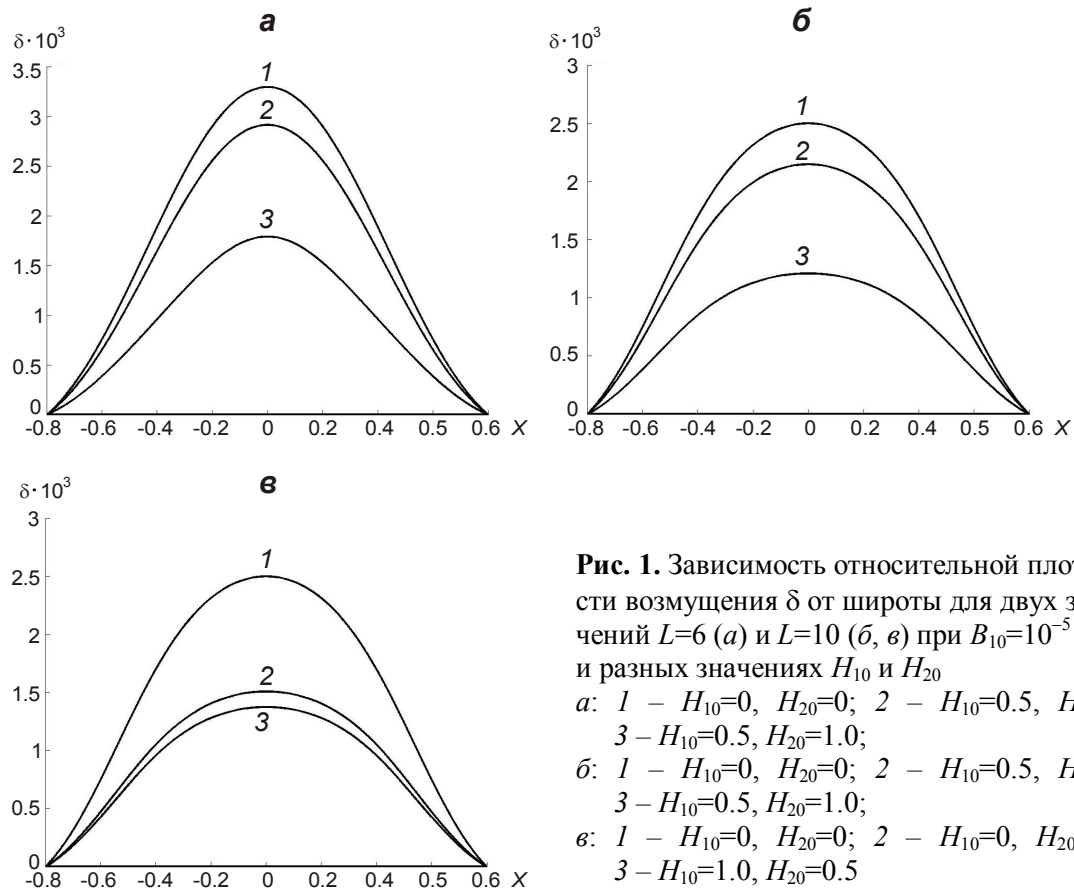 а
δ·10³
3.5
3
2.5
2
1.5
1
0.5
0
1
2
3
-0.8 -0.6 -0.4 -0.2 0 0.2 0.4 0.5 0.6 X
б
δ·10³
3
2.5
2
1.5
1
0.5
0
1
2
3
-0.8 -0.6 -0.4 -0.2 0 0.2 0.4 0.5 0.6 X
в
δ·10³
3
2.5
2
1.5
1
0.5
0
1
2
3
-0.8 -0.6 -0.4 -0.2 0 0.2 0.4 0.5 0.6 X
Рис. 1. Зависимость относительной плот
сти возмущения δ от широты для двух з
чений L=6 (а) и L=10 (б, в) при B₁₀=10⁻⁵
и разных значениях H₁₀ и H₂₀
а: 1 – H₁₀=0, H₂₀=0; 2 – H₁₀=0.5, H
3 – H₁₀=0.5, H₂₀=1.0;
б: 1 – H₁₀=0, H₂₀=0; 2 – H₁₀=0.5, H
3 – H₁₀=0.5, H₂₀=1.0;
в: 1 – H₁₀=0, H₂₀=0; 2 – H₁₀=0, H₂₀
3 – H₁₀=1.0, H₂₀=0.5